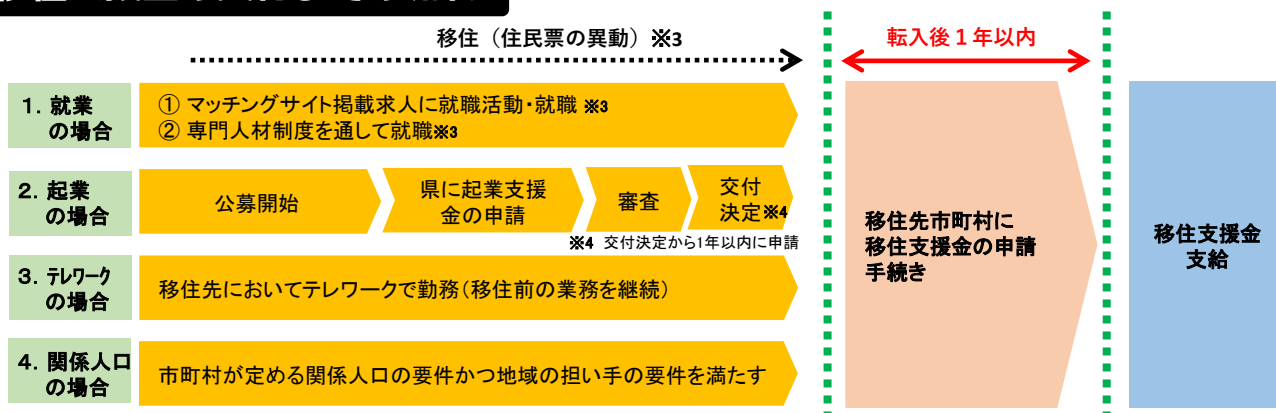 移住（住民票の異動）※3
転入後１年以内
1. 就業
の場合
① マッチングサイト掲載求人に就職活動・就職 ※3
② 専門人材制度を通して就職※3
2. 起業
の場合
公募開始
県に起業支援
金の申請
審査
交付
決定※4
※4 交付決定から1年以内に申請
3. ﾃﾚﾜｰｸ
の場合
移住先においてテレワークで勤務（移住前の業務を継続）
4. 関係人口
の場合
市町村が定める関係人口の要件かつ地域の担い手の要件を満たす
移住先市町村に
移住支援金の申請
手続き
移住支援金
支給